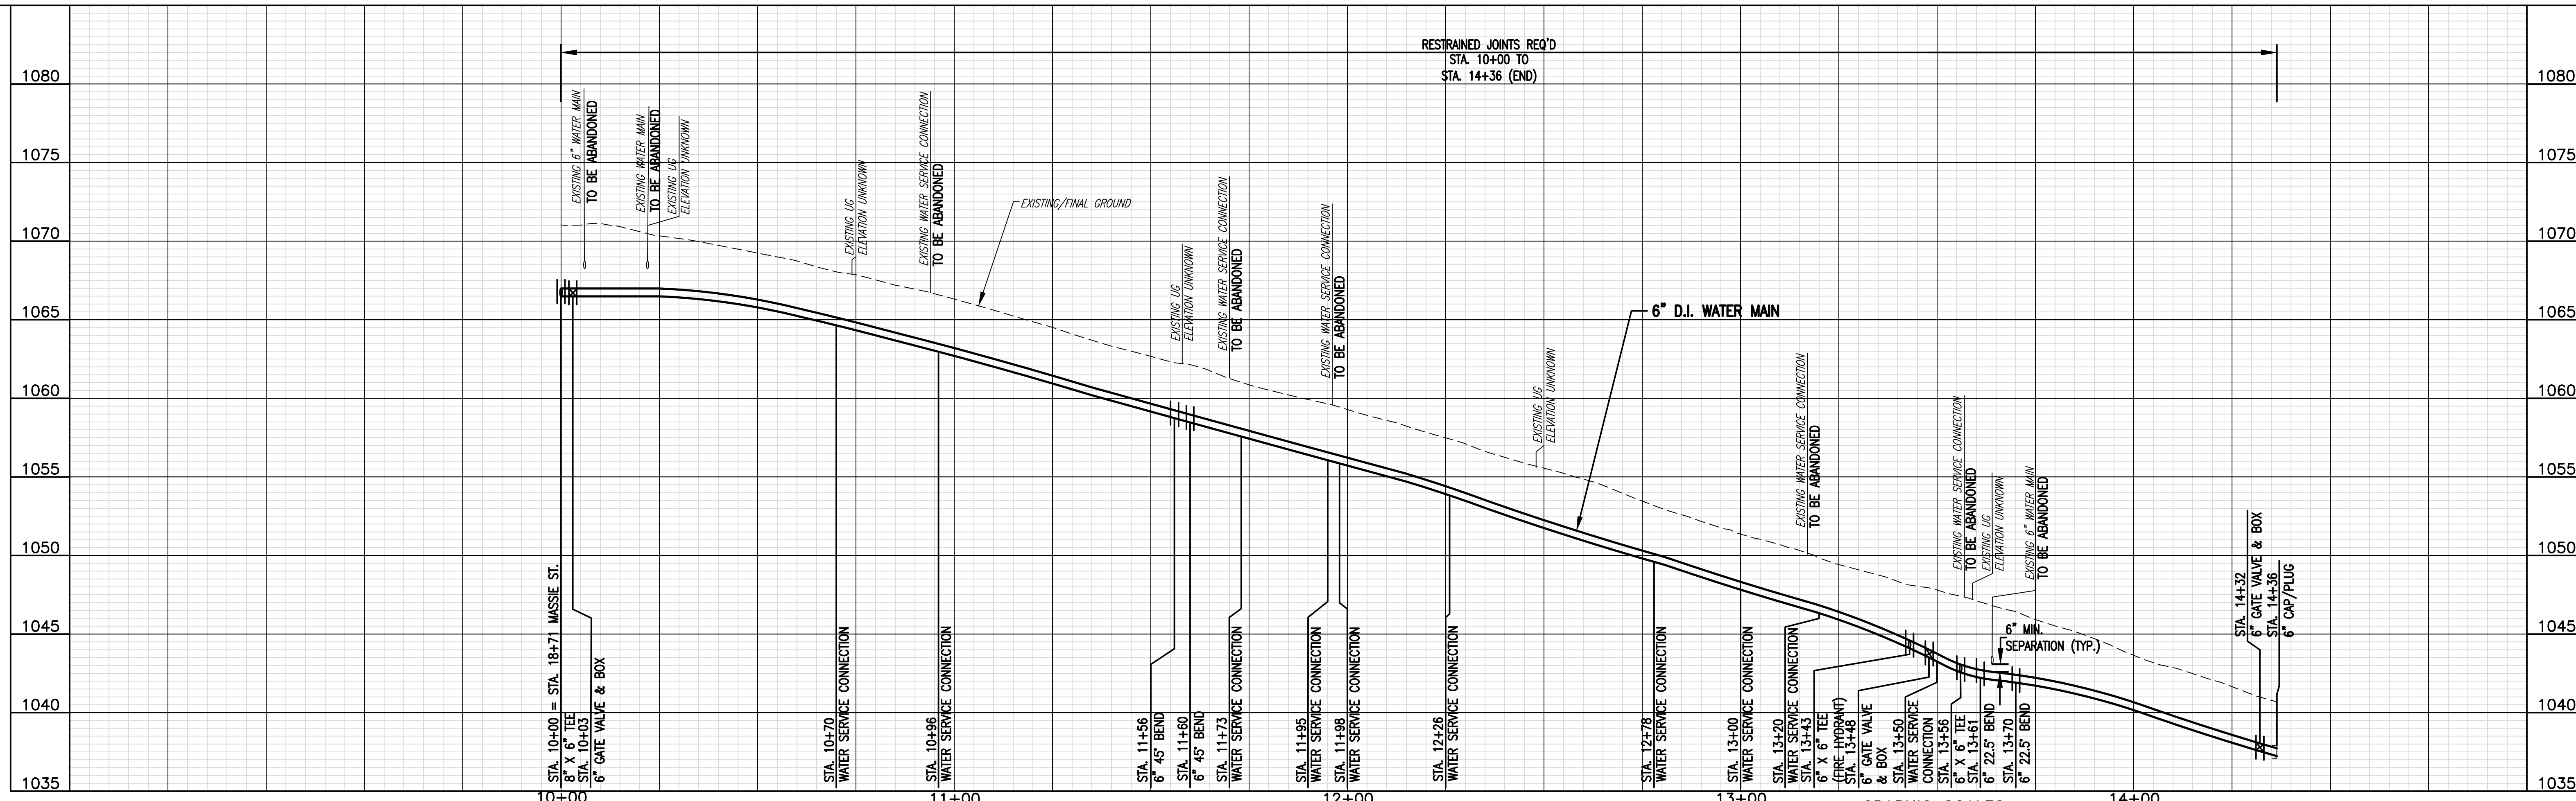 RESTRAINED JOINTS REQ'D
STA. 10+00 TO
STA. 14+36 (END)
1080
1075
1070
1065
1060
1055
1050
1045
1040
1035
1080
1075
1070
1065
1060
1055
1050
1045
1040
1035
EXISTING 6" WATER MAIN
TO BE ABANDONED
EXISTING WATER MAIN
TO BE ABANDONED
EXISTING UG
ELEVATION UNKNOWN
EXISTING UG
ELEVATION UNKNOWN
EXISTING WATER SERVICE CONNECTION
TO BE ABANDONED
EXISTING/FINAL GROUND
EXISTING UG
ELEVATION UNKNOWN
EXISTING WATER SERVICE CONNECTION
TO BE ABANDONED
EXISTING WATER SERVICE CONNECTION
TO BE ABANDONED
EXISTING UG
ELEVATION UNKNOWN
6" D.I. WATER MAIN
EXISTING WATER SERVICE CONNECTION
TO BE ABANDONED
EXISTING WATER SERVICE CONNECTION
TO BE ABANDONED
EXISTING UG
ELEVATION UNKNOWN
EXISTING 6" WATER MAIN
TO BE ABANDONED
6" MIN.
SEPARATION (TYP.)
STA. 10+00 = STA. 18+71 MASSIE ST.
8" X 6" TEE
STA. 10+03
6" GATE VALVE & BOX
STA. 10+70
WATER SERVICE CONNECTION
STA. 10+96
WATER SERVICE CONNECTION
STA. 11+56
6" 45° BEND
STA. 11+60
6" 45° BEND
STA. 11+73
WATER SERVICE CONNECTION
STA. 11+95
WATER SERVICE CONNECTION
STA. 11+98
WATER SERVICE CONNECTION
STA. 12+26
WATER SERVICE CONNECTION
STA. 12+78
WATER SERVICE CONNECTION
STA. 13+00
WATER SERVICE CONNECTION
STA. 13+20
WATER SERVICE CONNECTION
STA. 13+43
6" X 6" TEE
(FIRE HYDRANT)
STA. 13+48
6" GATE VALVE
& BOX
STA. 13+50
WATER SERVICE
CONNECTION
STA. 13+56
6" X 6" TEE
STA. 13+61
6" 22.5° BEND
STA. 13+70
6" 22.5° BEND
STA. 14+32
6" GATE VALVE & BOX
STA. 14+36
6" CAP/PLUG
10+00
11+00
12+00
13+00
14+00